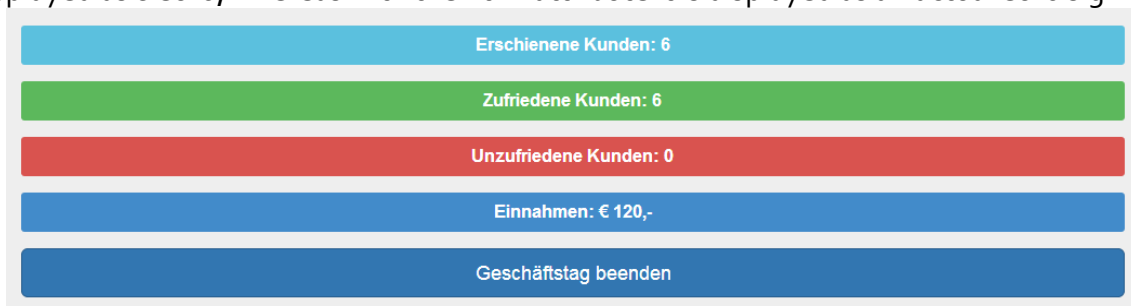 Erschienene Kunden: 6
Zufriedene Kunden: 6
Unzufriedene Kunden: 0
Einnahmen: € 120,-
Geschäftstag beenden